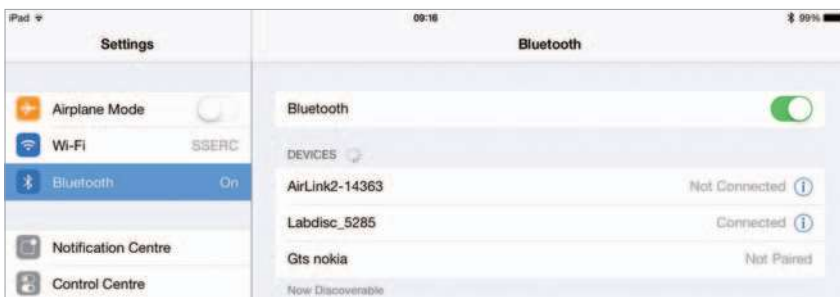 iPad 09:16 99%
Settings Bluetooth
Airplane Mode
Wi-Fi SSERC
Bluetooth On
Notification Centre
Control Centre
Bluetooth
DEVICES
AirLink2-14363 Not Connected
Labdisc_5285 Connected
Gts nokia Not Paired
Now Discoverable